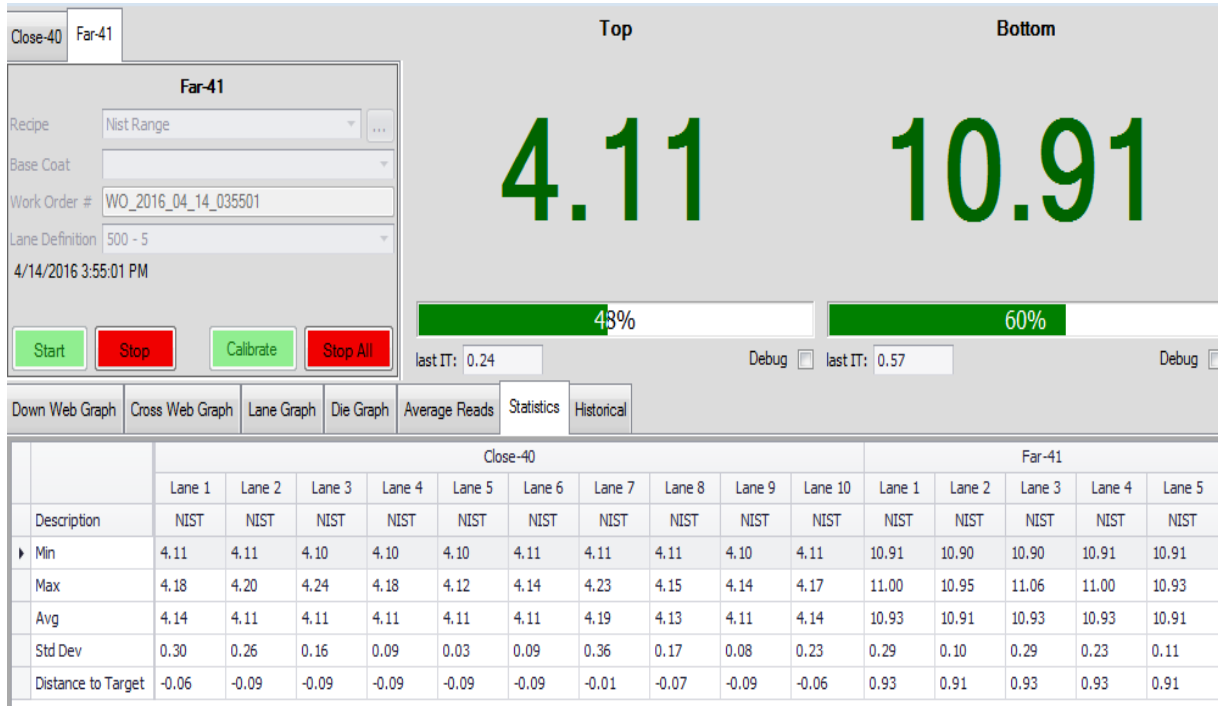 Close-40 Far-41
Top Bottom
Far-41
Recipe Nist Range ...
Base Coat
Work Order # WO_2016_04_14_035501
Lane Definition 500 - 5
4/14/2016 3:55:01 PM
Start Stop Calibrate Stop All
4.11 10.91
48% 60%
last IT: 0.24 Debug last IT: 0.57 Debug
Down Web Graph Cross Web Graph Lane Graph Die Graph Average Reads Statistics Historical
Close-40 Far-41
Lane 1 Lane 2 Lane 3 Lane 4 Lane 5 Lane 6 Lane 7 Lane 8 Lane 9 Lane 10 Lane 1 Lane 2 Lane 3 Lane 4 Lane 5
Description NIST NIST NIST NIST NIST NIST NIST NIST NIST NIST NIST NIST NIST NIST NIST
Min 4.11 4.11 4.10 4.10 4.10 4.11 4.11 4.11 4.10 4.11 10.91 10.90 10.90 10.91 10.91
Max 4.18 4.20 4.24 4.18 4.12 4.14 4.23 4.15 4.14 4.17 11.00 10.95 11.06 11.00 10.93
Avg 4.14 4.11 4.11 4.11 4.11 4.11 4.19 4.13 4.11 4.14 10.93 10.91 10.93 10.93 10.91
Std Dev 0.30 0.26 0.16 0.09 0.03 0.09 0.36 0.17 0.08 0.23 0.29 0.10 0.29 0.23 0.11
Distance to Target -0.06 -0.09 -0.09 -0.09 -0.09 -0.09 -0.01 -0.07 -0.09 -0.06 0.93 0.91 0.93 0.93 0.91